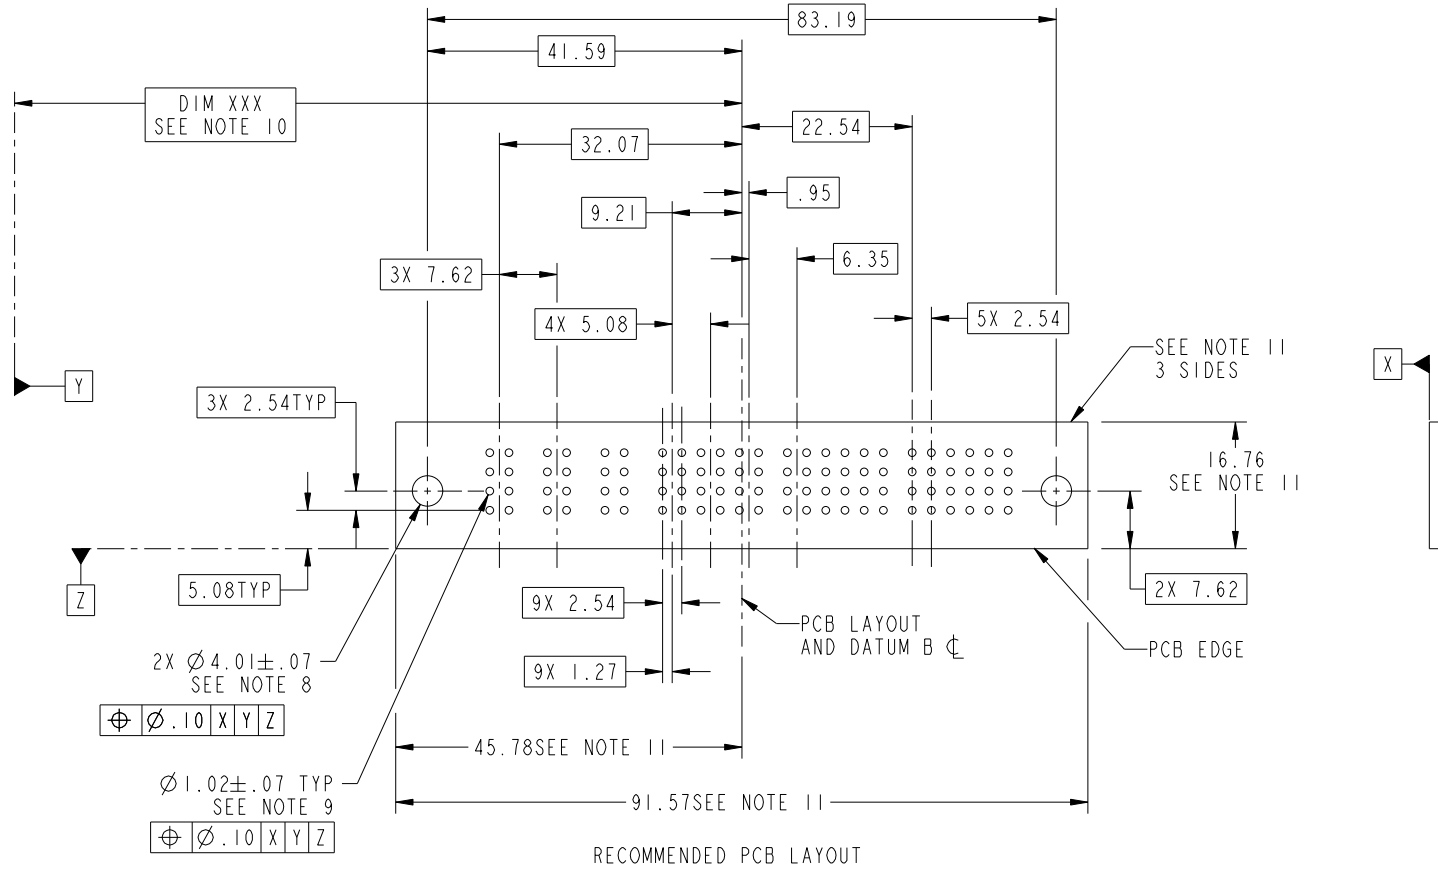 83.19
41.59
DIM XXX
SEE NOTE 10
22.54
32.07
.95
9.21
6.35
3X 7.62
4X 5.08
5X 2.54
SEE NOTE 11
3 SIDES
X
Y
3X 2.54TYP
16.76
SEE NOTE 11
5.08TYP
Z
9X 2.54
2X 7.62
PCB LAYOUT
AND DATUM B ℄
PCB EDGE
2X ⌀4.01±.07
SEE NOTE 8
9X 1.27
⌖ ⌀.10 X Y Z
45.78SEE NOTE 11
⌀1.02±.07 TYP
SEE NOTE 9
91.57SEE NOTE 11
⌖ ⌀.10 X Y Z
RECOMMENDED PCB LAYOUT